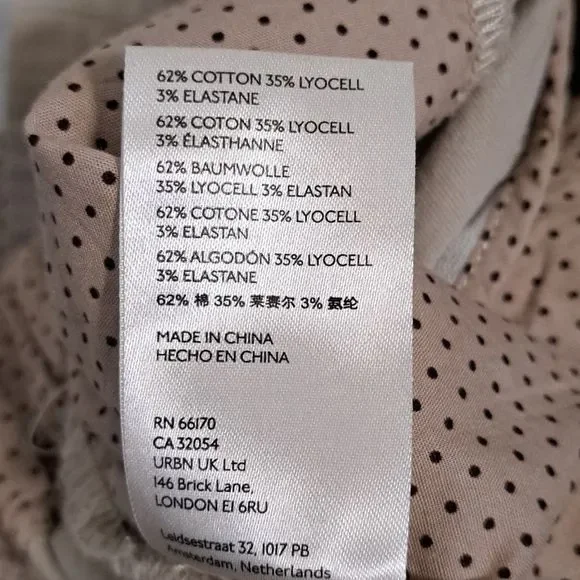 62% COTTON 35% LYOCELL
3% ELASTANE
62% COTON 35% LYOCELL
3% ÉLASTHANNE
62% BAUMWOLLE
35% LYOCELL 3% ELASTAN
62% COTONE 35% LYOCELL
3% ELASTAN
62% ALGODÓN 35% LYOCELL
3% ELASTANE
62% 棉 35% 莱赛尔 3% 氨纶
MADE IN CHINA
HECHO EN CHINA
RN 66170
CA 32054
URBN UK Ltd
146 Brick Lane,
LONDON E1 6RU
Leidsestraat 32, 1017 PB
Amsterdam, Netherlands